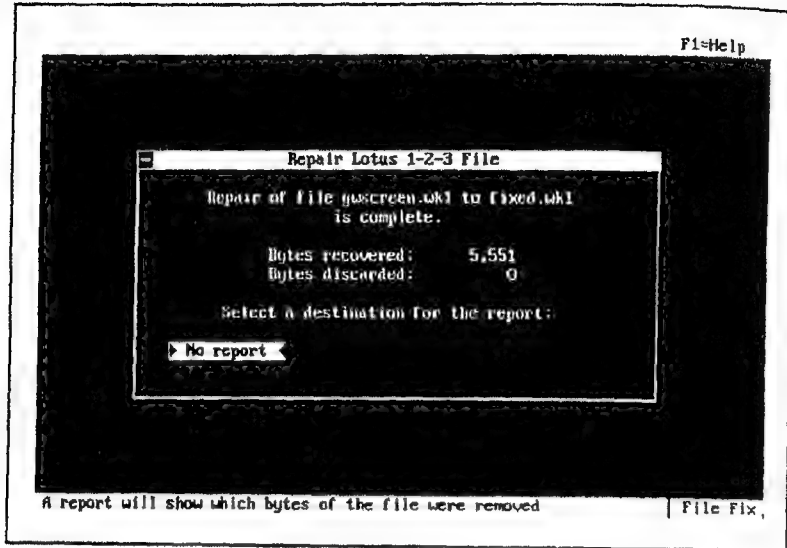 F1=Help
Repair Lotus 1-2-3 File
Repair of file gwscreen.wk1 to fixed.wk1
is complete.
Bytes recovered: 5,551
Bytes discarded: 0
Select a destination for the report:
No report
A report will show which bytes of the file were removed
File Fix